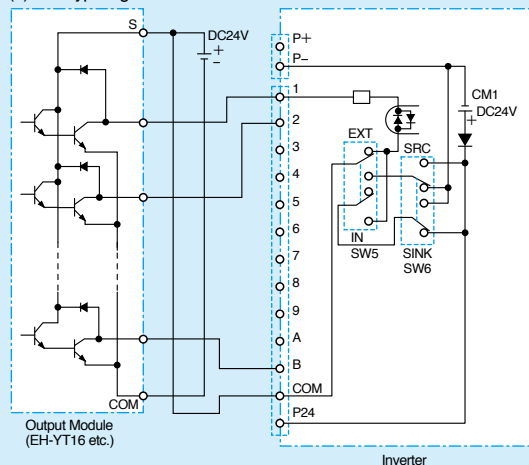 S
DC24V
+
−
P+
P−
1
2
3
4
5
6
7
8
9
A
B
COM
P24
CM1
DC24V
+
EXT
SRC
IN
SW5
SINK
SW6
COM
Output Module
(EH-YT16 etc.)
Inverter